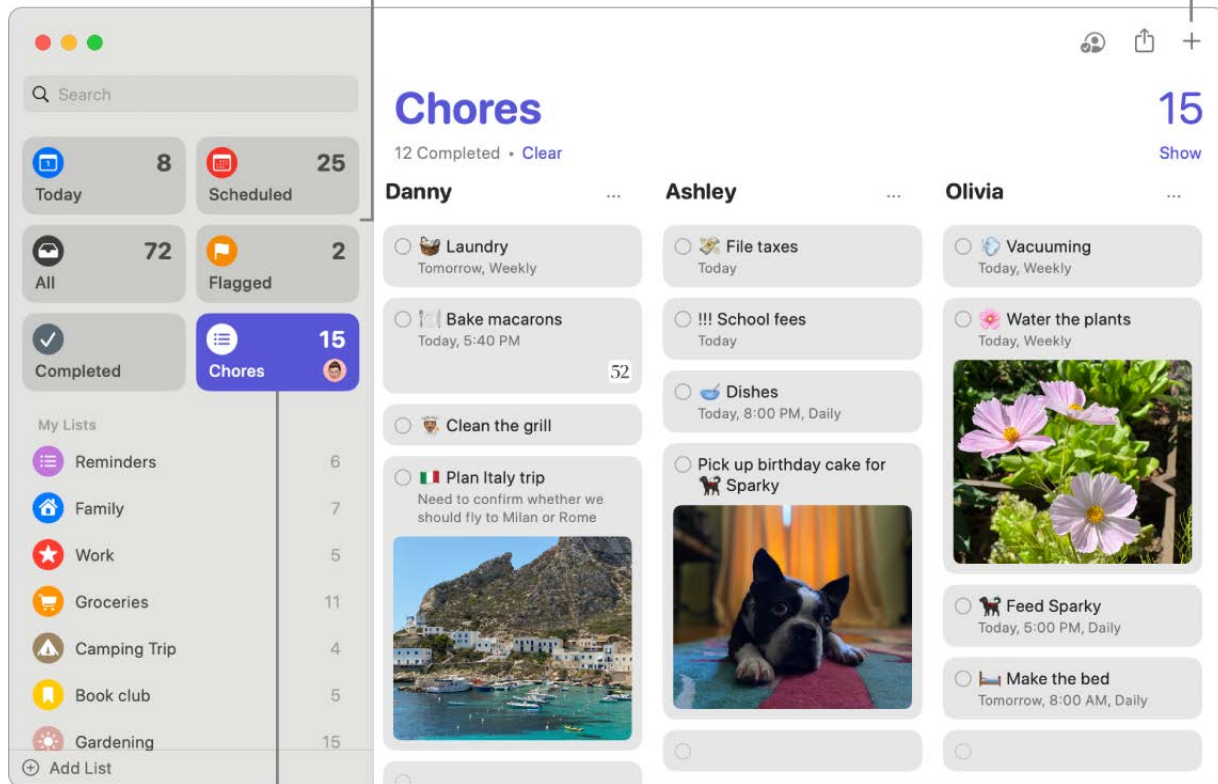 Search
Today 8
Scheduled 25
All 72
Flagged 2
Completed
Chores 15
My Lists
Reminders 6
Family 7
Work 5
Groceries 11
Camping Trip 4
Book club 5
Gardening 15
Add List
Chores 15
12 Completed • Clear
Show
Danny ...
Laundry
Tomorrow, Weekly
Bake macarons
Today, 5:40 PM
52
Clean the grill
Plan Italy trip
Need to confirm whether we
should fly to Milan or Rome
Ashley ...
File taxes
Today
!!! School fees
Today
Dishes
Today, 8:00 PM, Daily
Pick up birthday cake for
Sparky
Olivia ...
Vacuuming
Today, Weekly
Water the plants
Today, Weekly
Feed Sparky
Today, 5:00 PM, Daily
Make the bed
Tomorrow, 8:00 AM, Daily